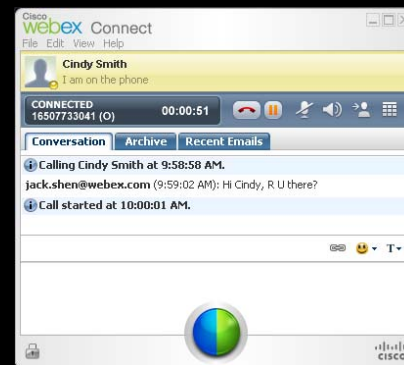 Cisco
webex Connect
File Edit View Help
Cindy Smith
I am on the phone
CONNECTED
16507733041 (O)
00:00:51
Conversation Archive Recent Emails
Calling Cindy Smith at 9:58:58 AM.
jack.shen@webex.com (9:59:02 AM): Hi Cindy, R U there?
Call started at 10:00:01 AM.
T
CISCO